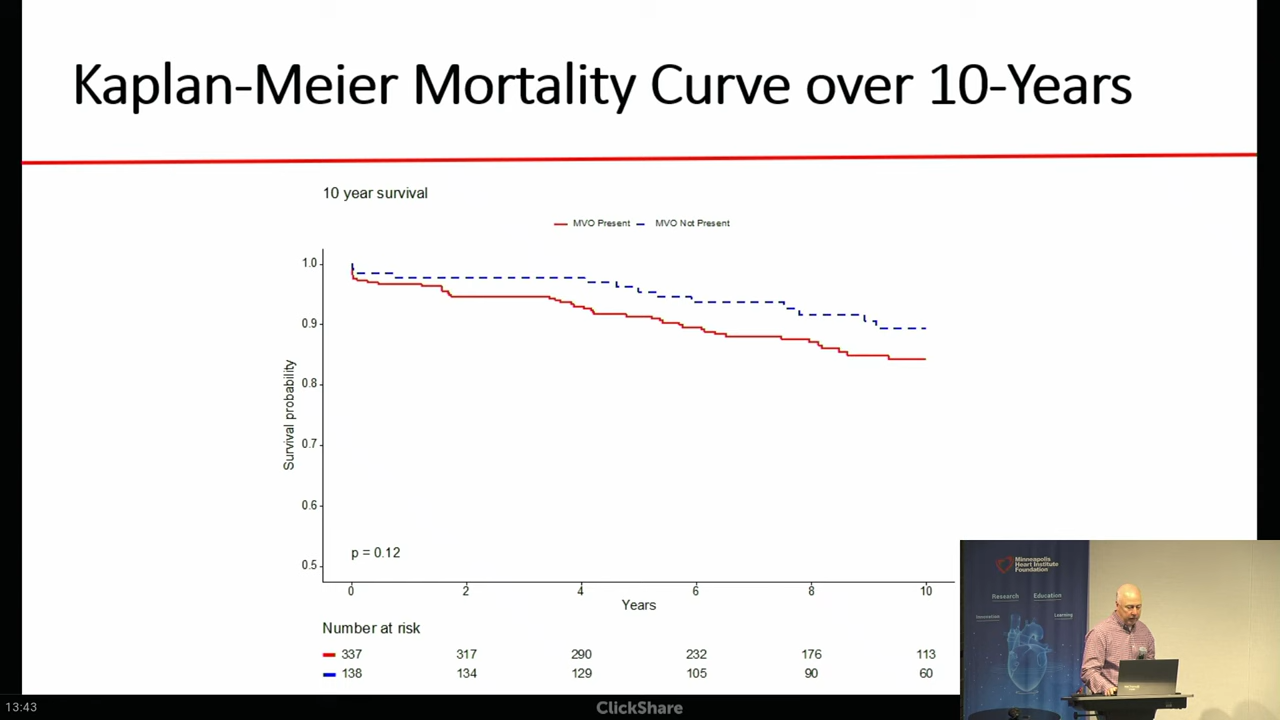 Kaplan-Meier Mortality Curve over 10-Years
10 year survival
MVO Present
MVO Not Present
1.0
0.9
0.8
0.7
0.6
0.5
Survival probability
p = 0.12
0 2 4 6 8 10
Years
Number at risk
337 317 290 232 176 113
138 134 129 105 90 60
Minneapolis
Heart Institute
Foundation
Research Education
Innovation Learning
13:43
ClickShare